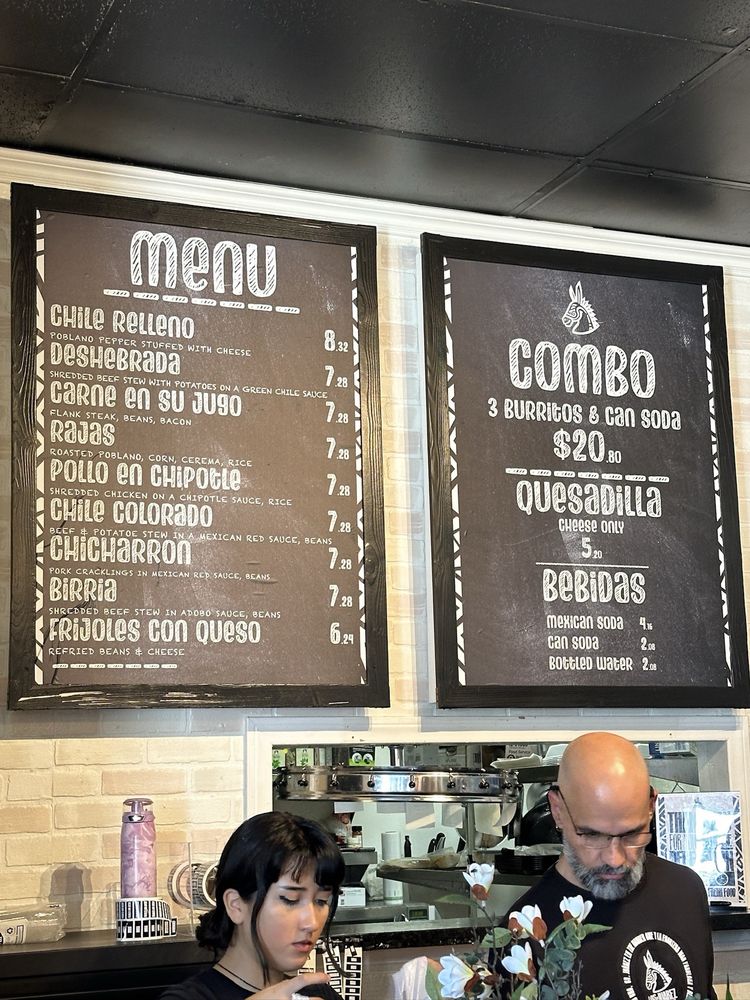 MENU
CHILE RELLENO
POBLANO PEPPER STUFFED WITH CHEESE 8.32
DESHEBRADA
SHREDDED BEEF STEW WITH POTATOES ON A GREEN CHILE SAUCE 7.28
CARNE EN SU JUGO
FLANK STEAK, BEANS, BACON 7.28
RAJAS
ROASTED POBLANO, CORN, CEREMA, RICE 7.28
POLLO EN CHIPOTLE
SHREDDED CHICKEN ON A CHIPOTLE SAUCE, RICE 7.28
CHILE COLORADO
BEEF & POTATOE STEW IN A MEXICAN RED SAUCE, BEANS 7.28
CHICHARRON
PORK CRACKLINGS IN MEXICAN RED SAUCE, BEANS 7.28
BIRRIA
SHREDDED BEEF STEW IN ADOBO SAUCE, BEANS 7.28
FRIJOLES CON QUESO
REFRIED BEANS & CHEESE 6.24
COMBO
3 BURRITOS & CAN SODA
$20.80
QUESADILLA
CHEESE ONLY
5.20
BEBIDAS
MEXICAN SODA 4.16
CAN SODA 2.08
BOTTLED WATER 2.08